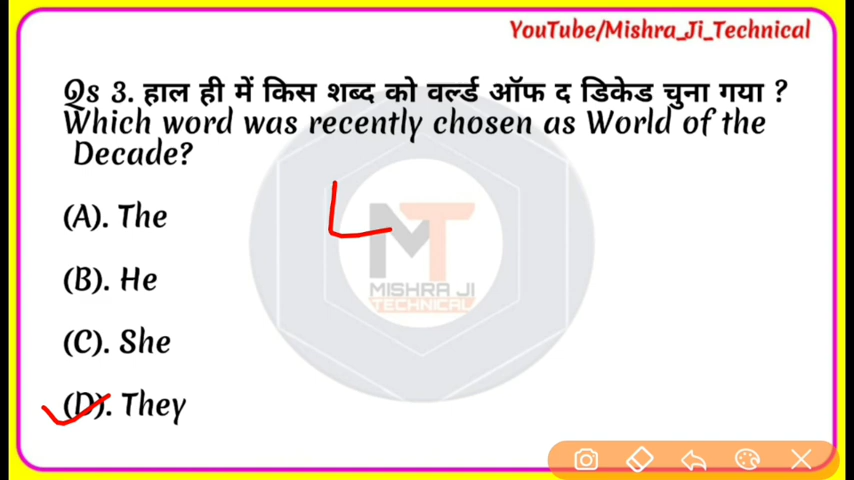 YouTube/Mishra_Ji_Technical
Qs 3. हाल ही में किस शब्द को वर्ल्ड ऑफ द डिकेड चुना गया ?
Which word was recently chosen as World of the
Decade?
(A). The
MT
MISHRA JI
TECHNICAL
(B). He
(C). She
(D). They